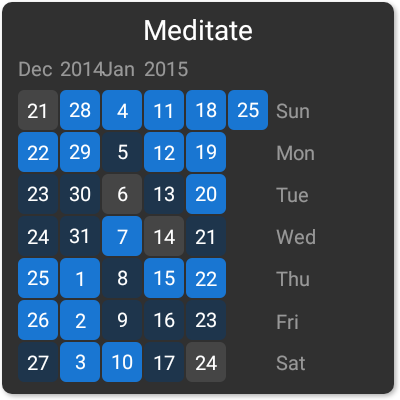 Meditate
Dec 2014 Jan 2015
21 28 4 11 18 25 Sun
22 29 5 12 19 Mon
23 30 6 13 20 Tue
24 31 7 14 21 Wed
25 1 8 15 22 Thu
26 2 9 16 23 Fri
27 3 10 17 24 Sat